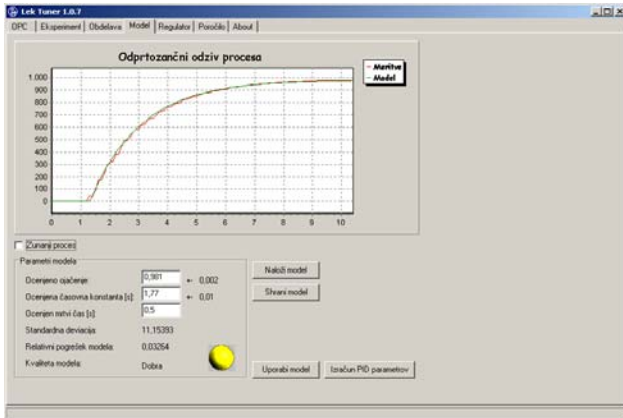 Lek Tuner 1.0.7
OPC Eksperiment Obdelava Model Regulator Poročilo About
Odprtozančni odziv procesa
Meritve
Model
1.000
900
800
700
600
500
400
300
200
100
0
0 1 2 3 4 5 6 7 8 9 10
Zunanji proces
Parametri modela
Ocenjeno ojačenje: 0,981 +- 0,002
Ocenjena časovna konstanta [s]: 1,77 +- 0,01
Ocenjen mrtvi čas [s]: 0.5
Standardna deviacija: 11,15393
Relativni pogrešek modela: 0,03264
Kvaliteta modela: Dobra
Naloži model
Shrani model
Uporabi model Izračun PID parametrov